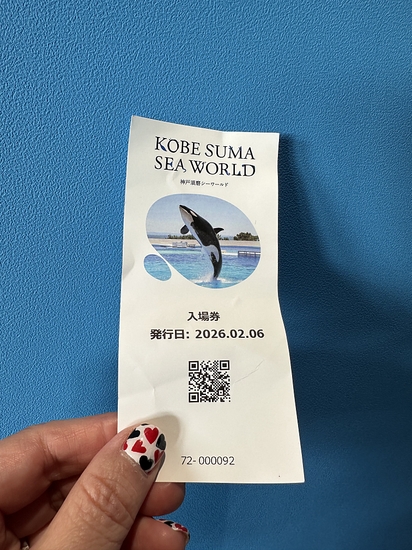 KOBE SUMA
SEA WORLD
神戸須磨シーワールド
入場券
発行日: 2026.02.06
72- 000092